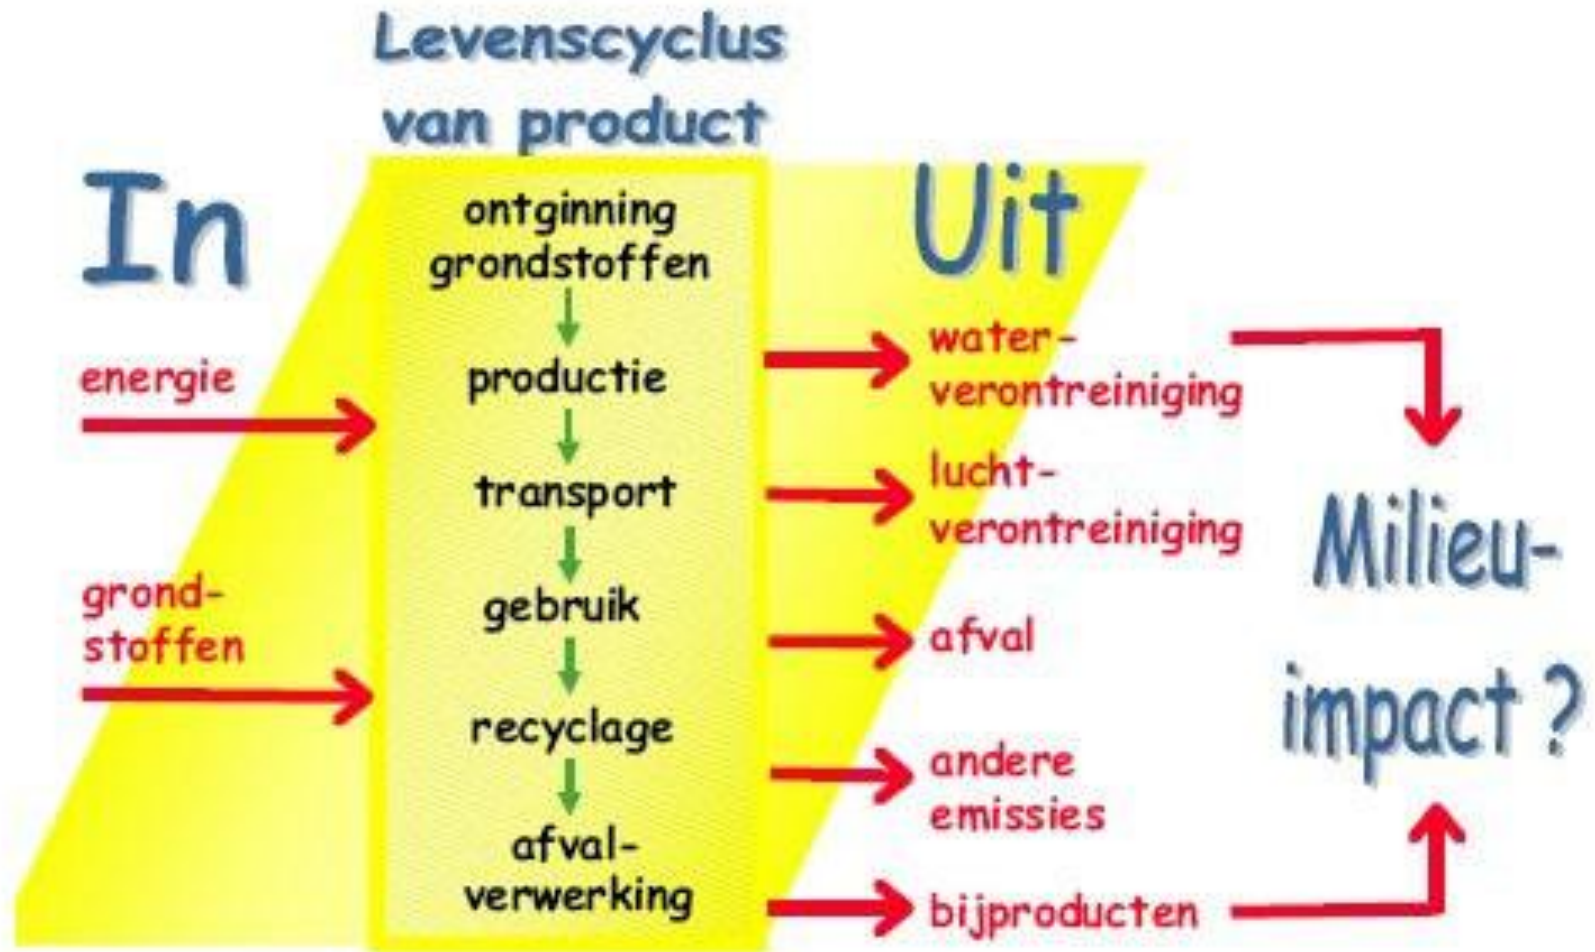 Levenscyclus
van product
In
energie
grond-
stoffen
ontginning
grondstoffen
productie
transport
gebruik
recyclage
afval-
verwerking
Uit
water-
verontreiniging
lucht-
verontreiniging
afval
andere
emissies
bijproducten
Milieu-
impact ?